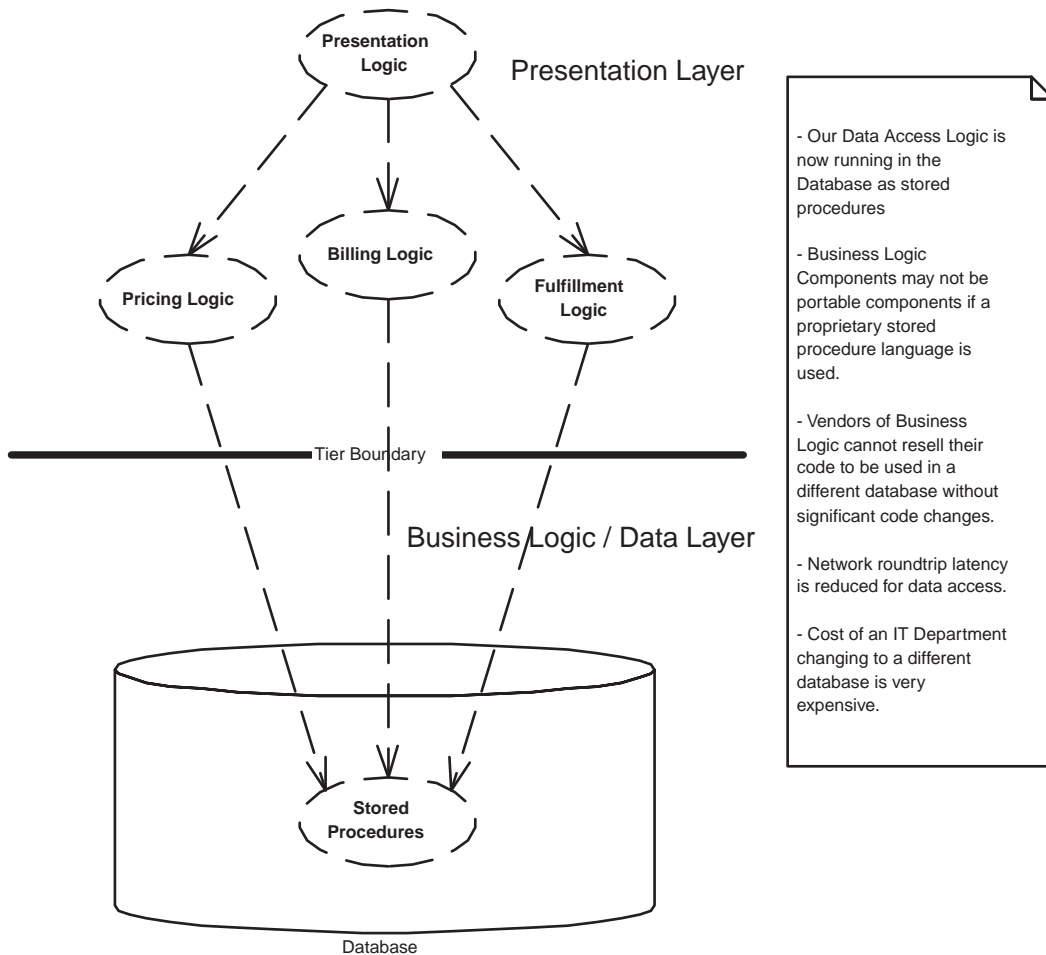 Presentation
Logic
Presentation Layer
Pricing Logic
Billing Logic
Fulfillment
Logic
Tier Boundary
Business Logic / Data Layer
Stored
Procedures
Database
- Our Data Access Logic is
now running in the
Database as stored
procedures
- Business Logic
Components may not be
portable components if a
proprietary stored
procedure language is
used.
- Vendors of Business
Logic cannot resell their
code to be used in a
different database without
significant code changes.
- Network roundtrip latency
is reduced for data access.
- Cost of an IT Department
changing to a different
database is very
expensive.